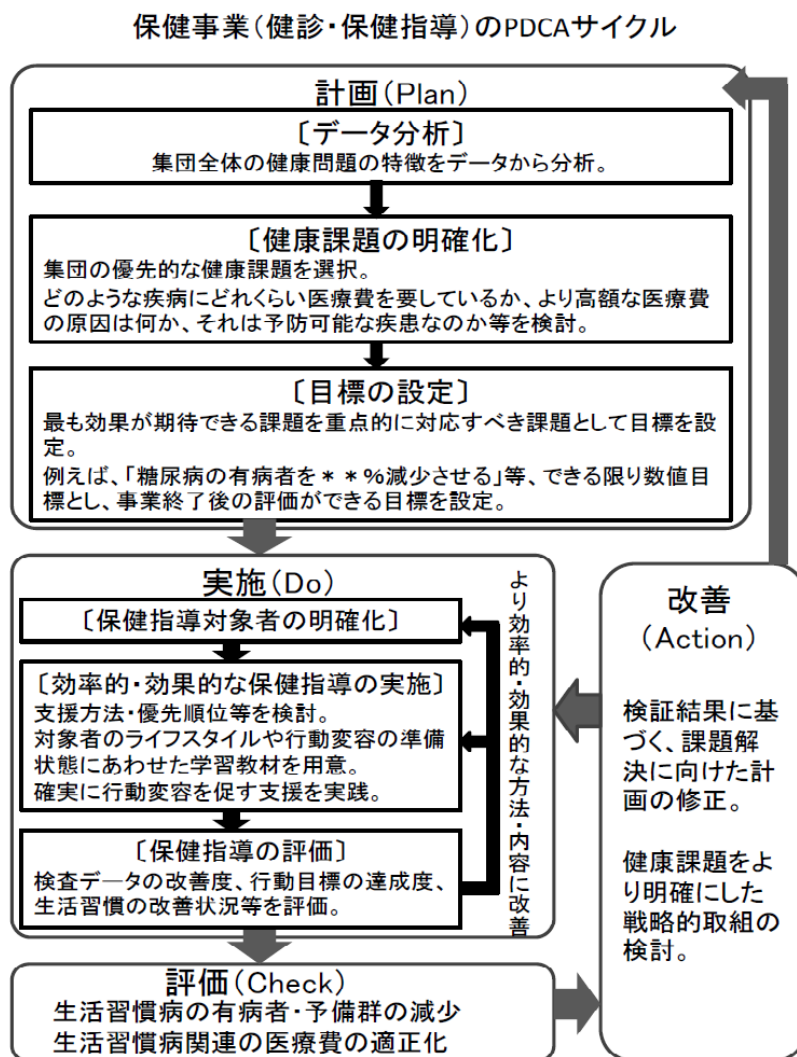 保健事業(健診・保健指導)のPDCAサイクル
計画(Plan)
〔データ分析〕
集団全体の健康問題の特徴をデータから分析。
〔健康課題の明確化〕
集団の優先的な健康課題を選択。
どのような疾病にどれくらい医療費を要しているか、より高額な医療費
の原因は何か、それは予防可能な疾患なのか等を検討。
〔目標の設定〕
最も効果が期待できる課題を重点的に対応すべき課題として目標を設
定。
例えば、「糖尿病の有病者を**%減少させる」等、できる限り数値目
標とし、事業終了後の評価ができる目標を設定。
実施(Do)
〔保健指導対象者の明確化〕
〔効率的・効果的な保健指導の実施〕
支援方法・優先順位等を検討。
対象者のライフスタイルや行動変容の準備
状態にあわせた学習教材を用意。
確実に行動変容を促す支援を実践。
〔保健指導の評価〕
検査データの改善度、行動目標の達成度、
生活習慣の改善状況等を評価。
より効率的・効果的な方法・内容に改善
評価(Check)
生活習慣病の有病者・予備群の減少
生活習慣病関連の医療費の適正化
改善
(Action)
検証結果に基
づく、課題解
決に向けた計
画の修正。
健康課題をよ
り明確にした
戦略的取組の
検討。